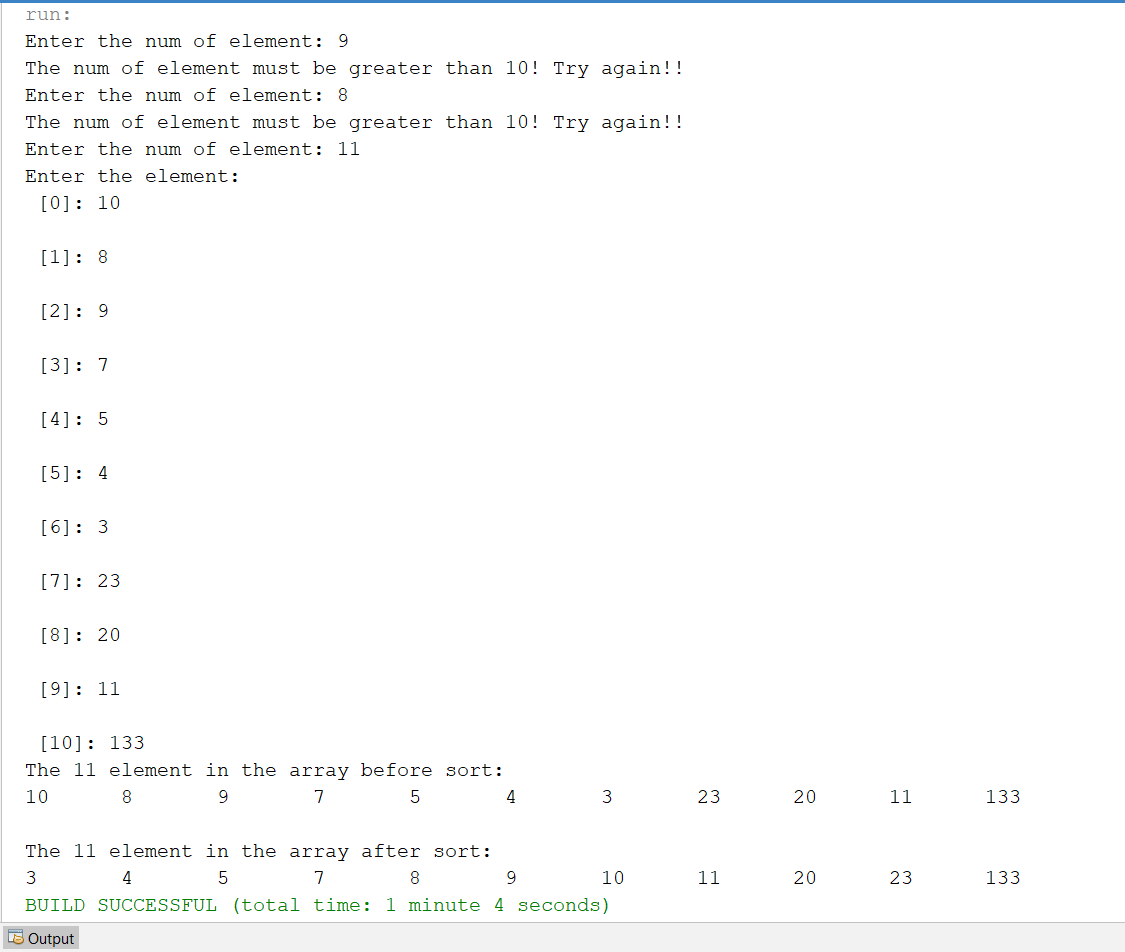 run:
Enter the num of element: 9
The num of element must be greater than 10! Try again!!
Enter the num of element: 8
The num of element must be greater than 10! Try again!!
Enter the num of element: 11
Enter the element:
[0]: 10
[1]: 8
[2]: 9
[3]: 7
[4]: 5
[5]: 4
[6]: 3
[7]: 23
[8]: 20
[9]: 11
[10]: 133
The 11 element in the array before sort:
10 8 9 7 5 4 3 23 20 11 133
The 11 element in the array after sort:
3 4 5 7 8 9 10 11 20 23 133
BUILD SUCCESSFUL (total time: 1 minute 4 seconds)
Output